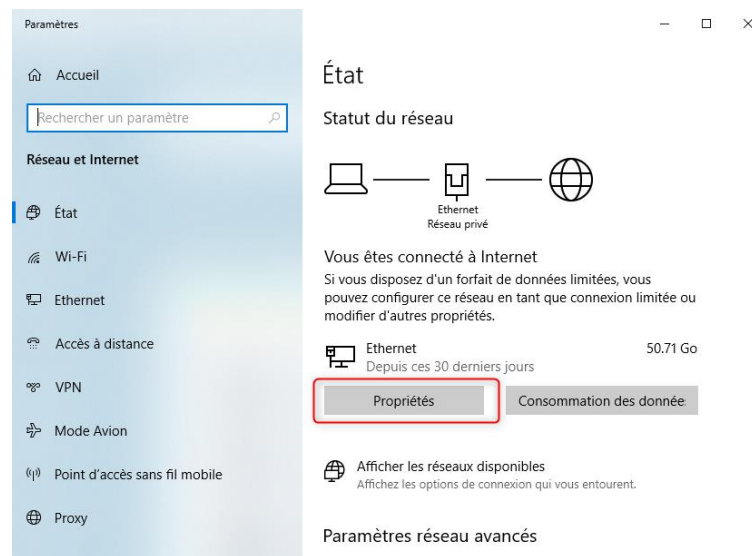 Paramètres
Accueil
Rechercher un paramètre
Réseau et Internet
État
Wi-Fi
Ethernet
Accès à distance
VPN
Mode Avion
Point d'accès sans fil mobile
Proxy
État
Statut du réseau
Ethernet
Réseau privé
Vous êtes connecté à Internet
Si vous disposez d'un forfait de données limitées, vous
pouvez configurer ce réseau en tant que connexion limitée ou
modifier d'autres propriétés.
Ethernet 50.71 Go
Depuis ces 30 derniers jours
Propriétés Consommation des donnée
Afficher les réseaux disponibles
Affichez les options de connexion qui vous entourent.
Paramètres réseau avancés